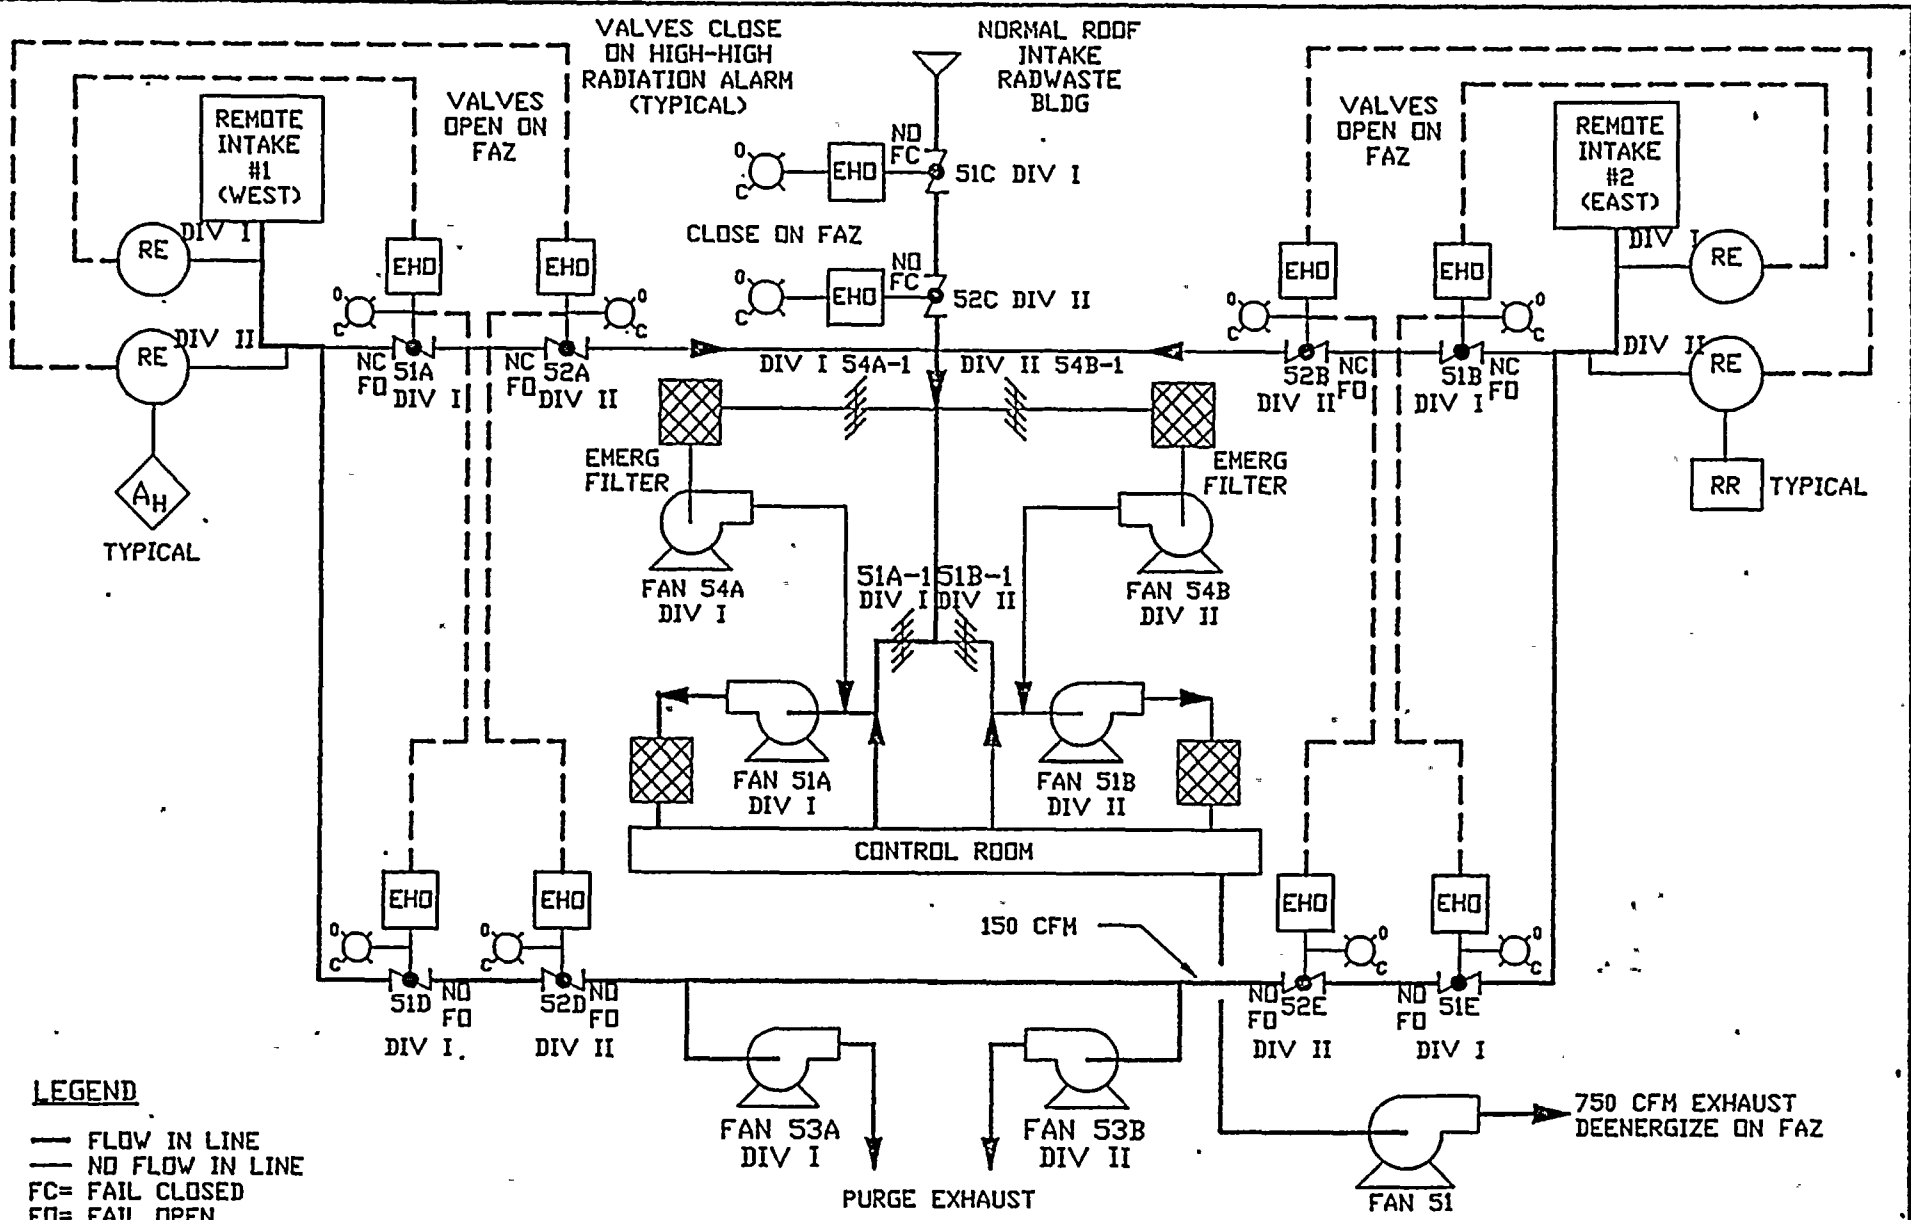 VALVES CLOSE
ON HIGH-HIGH
RADIATION ALARM
(TYPICAL)
NORMAL ROOF
INTAKE
RADWASTE
BLDG
REMOTE
INTAKE
#1
(WEST)
VALVES
OPEN ON
FAZ
VALVES
OPEN ON
FAZ
REMOTE
INTAKE
#2
(EAST)
NO
FC
O
C
EHO
51C DIV I
CLOSE ON FAZ
NO
FC
O
C
EHO
52C DIV II
RE
DIV I
RE
DIV II
EHO
EHO
O
C
O
C
EHO
EHO
O
C
O
C
DIV I
RE
DIV II
RE
NC
FO
51A
DIV I
NC
FO
52A
DIV II
DIV I 54A-1
DIV II 54B-1
52B
DIV II
NC
FO
51B
DIV I
NC
FO
AH
TYPICAL
EMERG
FILTER
EMERG
FILTER
RR
TYPICAL
FAN 54A
DIV I
51A-1
DIV I
51B-1
DIV II
FAN 54B
DIV II
FAN 51A
DIV I
FAN 51B
DIV II
CONTROL ROOM
EHO
EHO
EHO
EHO
O
C
O
C
150 CFM
O
C
O
C
51D
NO
FO
DIV I
52D
NO
FO
DIV II
NO
FO
52E
DIV II
NO
FO
51E
DIV I
FAN 53A
DIV I
FAN 53B
DIV II
PURGE EXHAUST
750 CFM EXHAUST
DEENERGIZE ON FAZ
FAN 51
LEGEND
FLOW IN LINE
NO FLOW IN LINE
FC= FAIL CLOSED
FO= FAIL OPEN